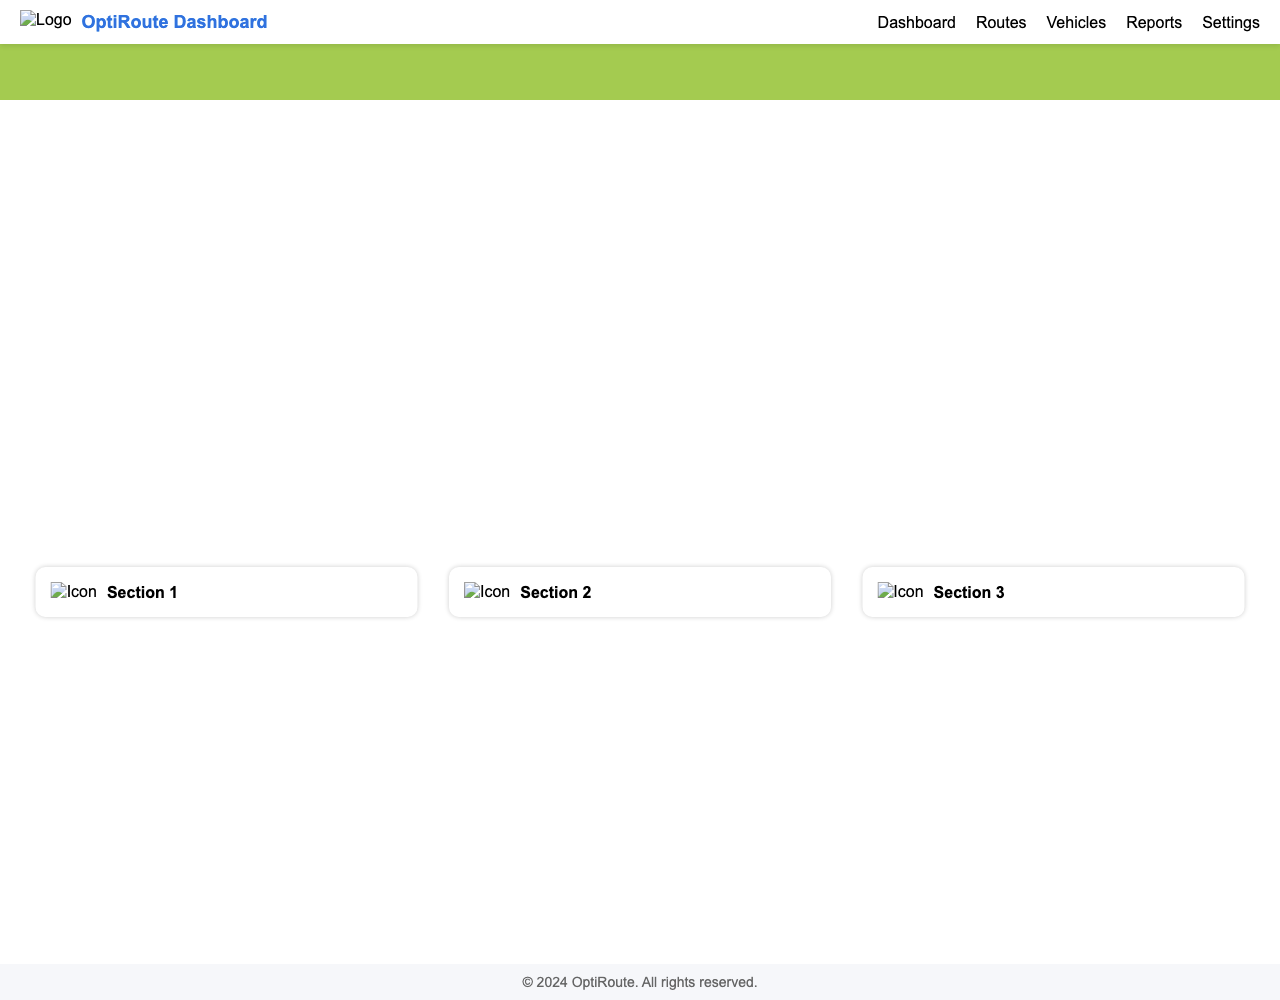 Logo OptiRoute Dashboard Dashboard Routes Vehicles Reports Settings
Icon Section 1 Icon Section 2 Icon Section 3
© 2024 OptiRoute. All rights reserved.